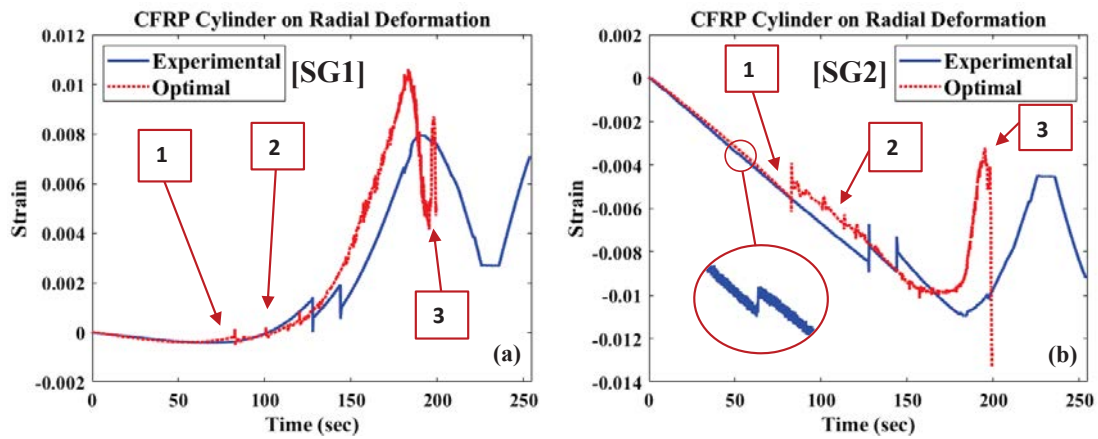 CFRP Cylinder on Radial Deformation
0.012
0.01
0.008
0.006
0.004
0.002
0
-0.002
Strain
Experimental
Optimal
[SG1]
1
2
3
(a)
0
50
100
150
200
250
Time (sec)
CFRP Cylinder on Radial Deformation
0
-0.002
-0.004
-0.006
-0.008
-0.01
-0.012
-0.014
Strain
[SG2]
Experimental
Optimal
1
2
3
(b)
0
50
100
150
200
250
Time (sec)